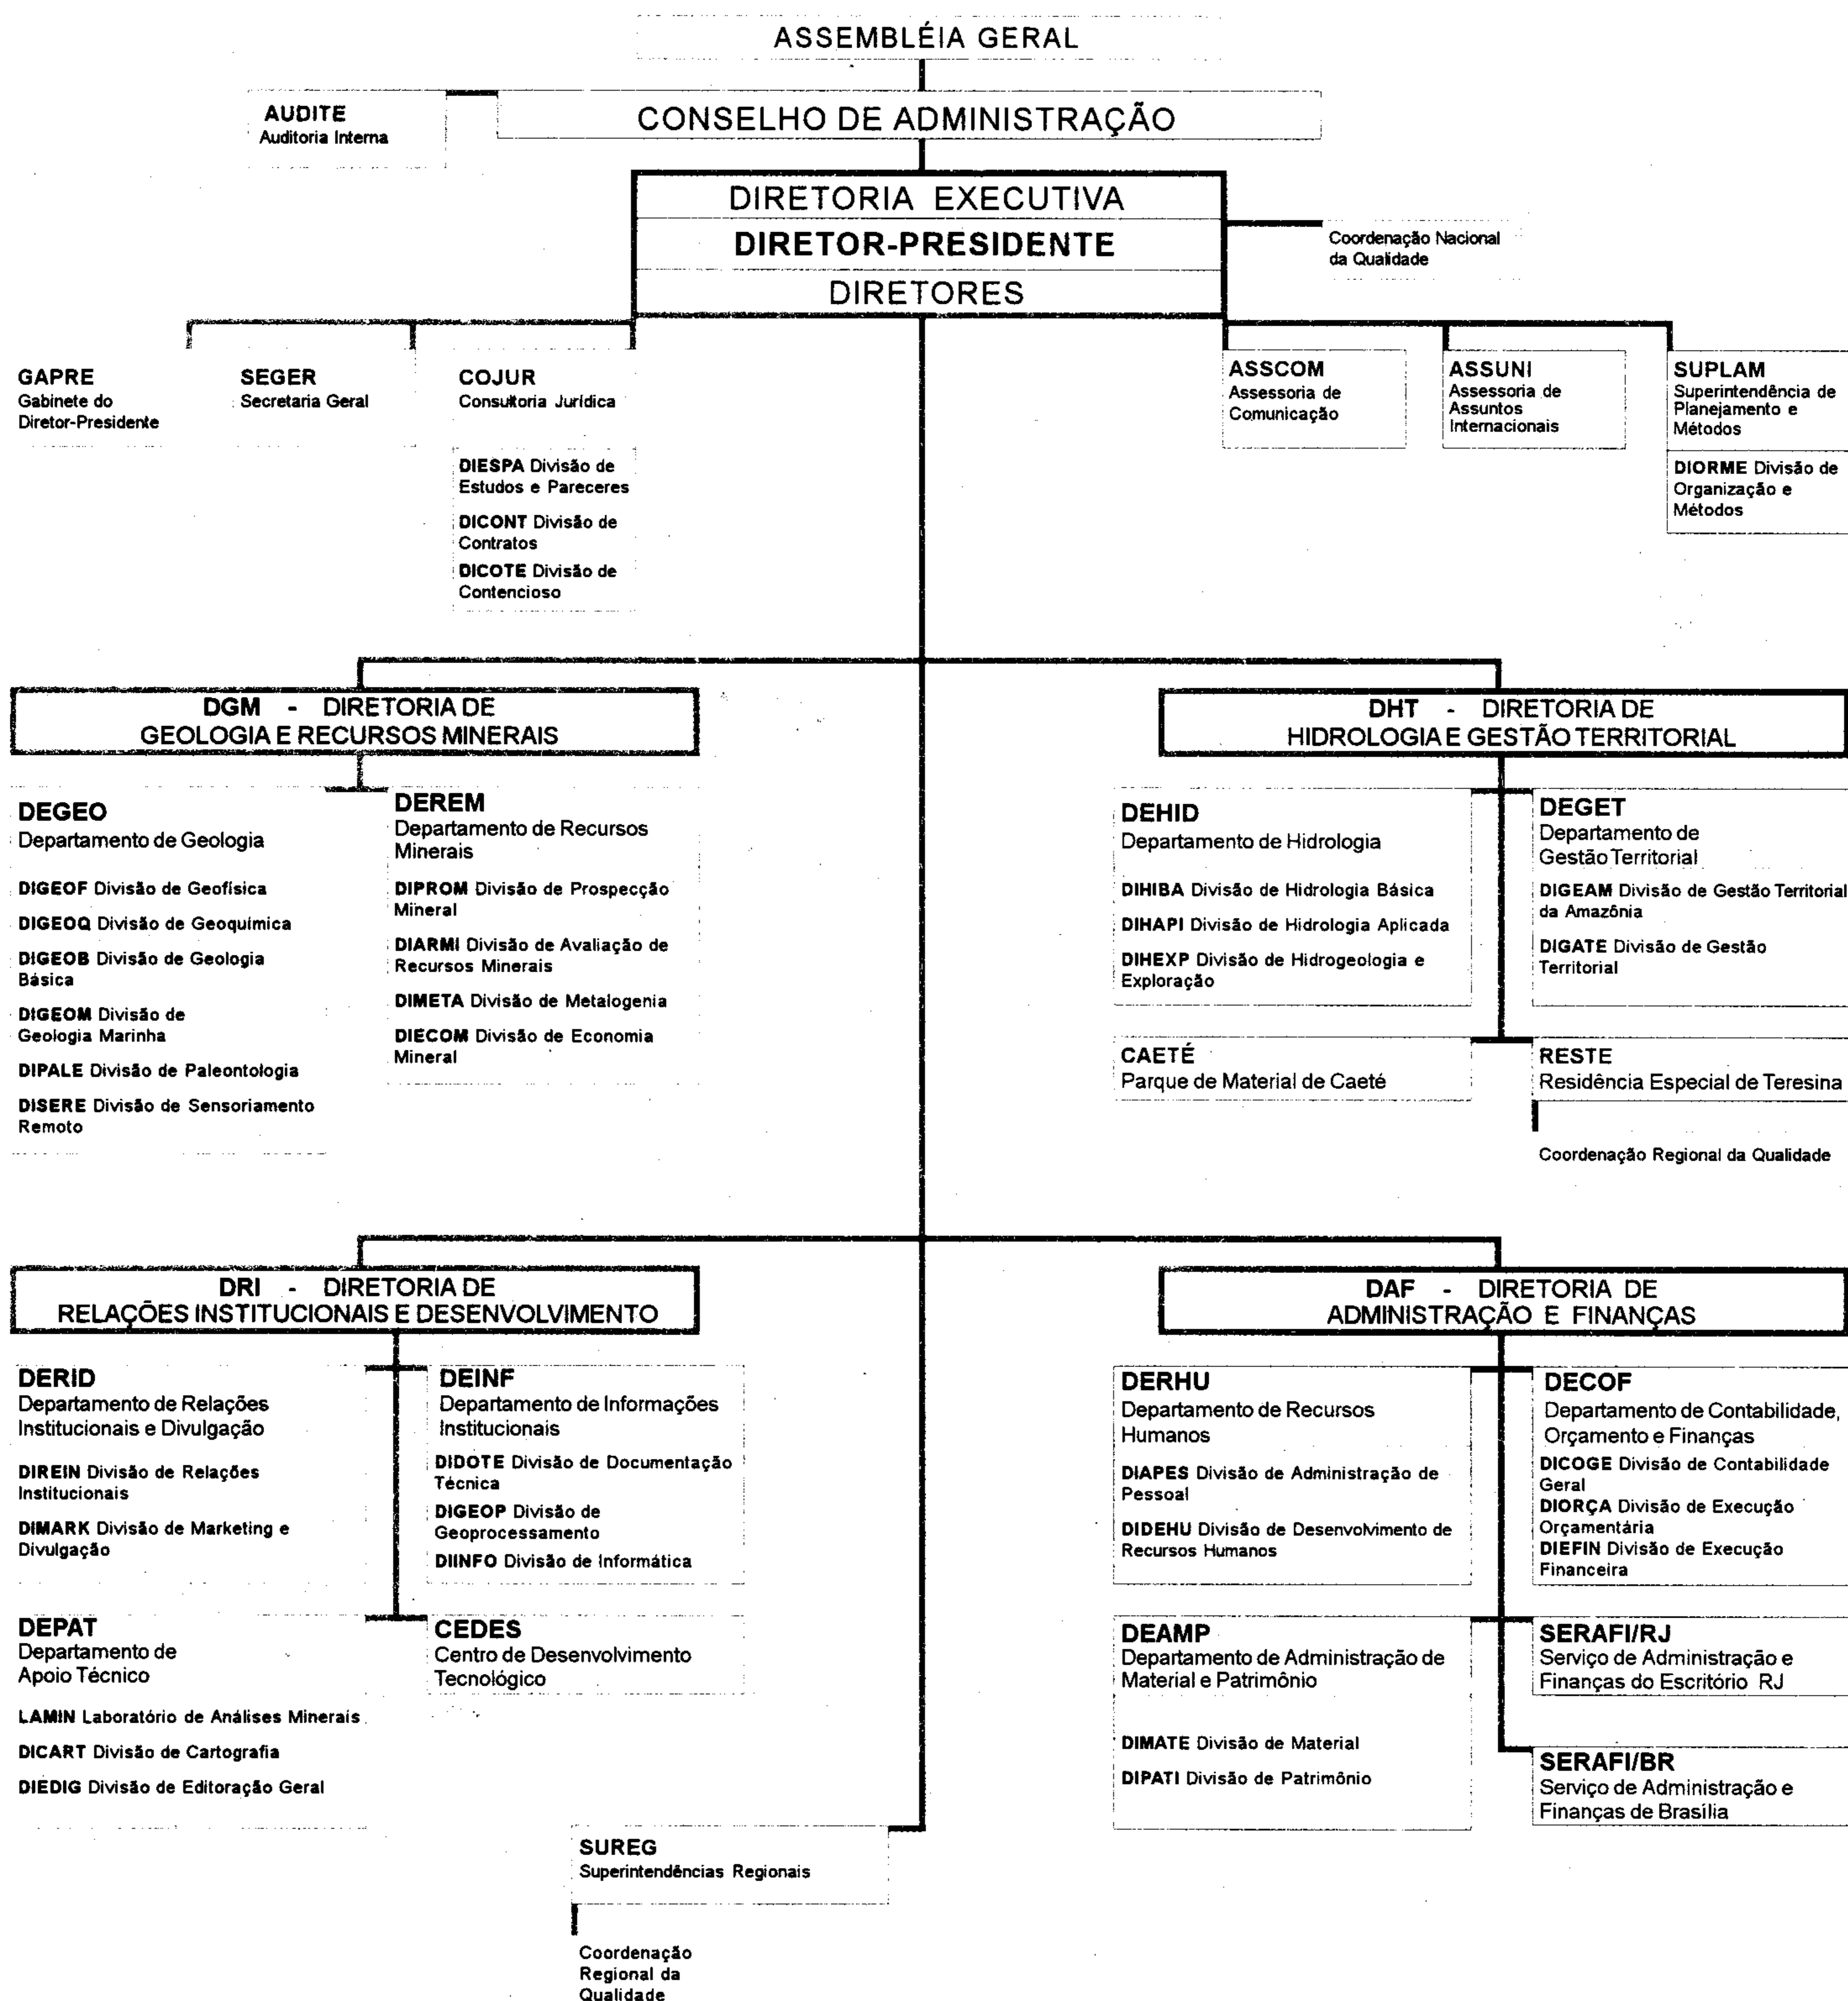 ASSEMBLÉIA GERAL
AUDITE
Auditoria Interna
CONSELHO DE ADMINISTRAÇÃO
DIRETORIA EXECUTIVA
DIRETOR-PRESIDENTE
DIRETORES
Coordenação Nacional
da Qualidade
GAPRE
Gabinete do
Diretor-Presidente
SEGER
Secretaria Geral
COJUR
Consultoria Jurídica
DIESPA Divisão de
Estudos e Pareceres
DICONT Divisão de
Contratos
DICOTE Divisão de
Contencioso
ASSCOM
Assessoria de
Comunicação
ASSUNI
Assessoria de
Assuntos
Internacionais
SUPLAM
Superintendência de
Planejamento e
Métodos
DIORME Divisão de
Organização e
Métodos
DGM - DIRETORIA DE
GEOLOGIA E RECURSOS MINERAIS
DEGEO
Departamento de Geologia
DIGEOF Divisão de Geofísica
DIGEOQ Divisão de Geoquímica
DIGEOB Divisão de Geologia
Básica
DIGEOM Divisão de
Geologia Marinha
DIPALE Divisão de Paleontologia
DISERE Divisão de Sensoriamento
Remoto
DEREM
Departamento de Recursos
Minerais
DIPROM Divisão de Prospecção
Mineral
DIARMI Divisão de Avaliação de
Recursos Minerais
DIMETA Divisão de Metalogenia
DIECOM Divisão de Economia
Mineral
DHT - DIRETORIA DE
HIDROLOGIA E GESTÃO TERRITORIAL
DEHID
Departamento de Hidrologia
DIHIBA Divisão de Hidrologia Básica
DIHAPI Divisão de Hidrologia Aplicada
DIHEXP Divisão de Hidrogeologia e
Exploração
DEGET
Departamento de
Gestão Territorial
DIGEAM Divisão de Gestão Territorial
da Amazônia
DIGATE Divisão de Gestão
Territorial
CAETÉ
Parque de Material de Caeté
RESTE
Residência Especial de Teresina
Coordenação Regional da Qualidade
DRI - DIRETORIA DE
RELAÇÕES INSTITUCIONAIS E DESENVOLVIMENTO
DERID
Departamento de Relações
Institucionais e Divulgação
DIREIN Divisão de Relações
Institucionais
DIMARK Divisão de Marketing e
Divulgação
DEINF
Departamento de Informações
Institucionais
DIDOTE Divisão de Documentação
Técnica
DIGEOP Divisão de
Geoprocessamento
DIINFO Divisão de Informática
DEPAT
Departamento de
Apoio Técnico
LAMIN Laboratório de Análises Minerais
DICART Divisão de Cartografia
DIEDIG Divisão de Editoração Geral
CEDES
Centro de Desenvolvimento
Tecnológico
DAF - DIRETORIA DE
ADMINISTRAÇÃO E FINANÇAS
DERHU
Departamento de Recursos
Humanos
DIAPES Divisão de Administração de
Pessoal
DIDEHU Divisão de Desenvolvimento de
Recursos Humanos
DECOF
Departamento de Contabilidade,
Orçamento e Finanças
DICOGE Divisão de Contabilidade
Geral
DIORÇA Divisão de Execução
Orçamentária
DIEFIN Divisão de Execução
Financeira
DEAMP
Departamento de Administração de
Material e Patrimônio
DIMATE Divisão de Material
DIPATI Divisão de Patrimônio
SERAFI/RJ
Serviço de Administração e
Finanças do Escritório RJ
SERAFI/BR
Serviço de Administração e
Finanças de Brasília
SUREG
Superintendências Regionais
Coordenação
Regional da
Qualidade